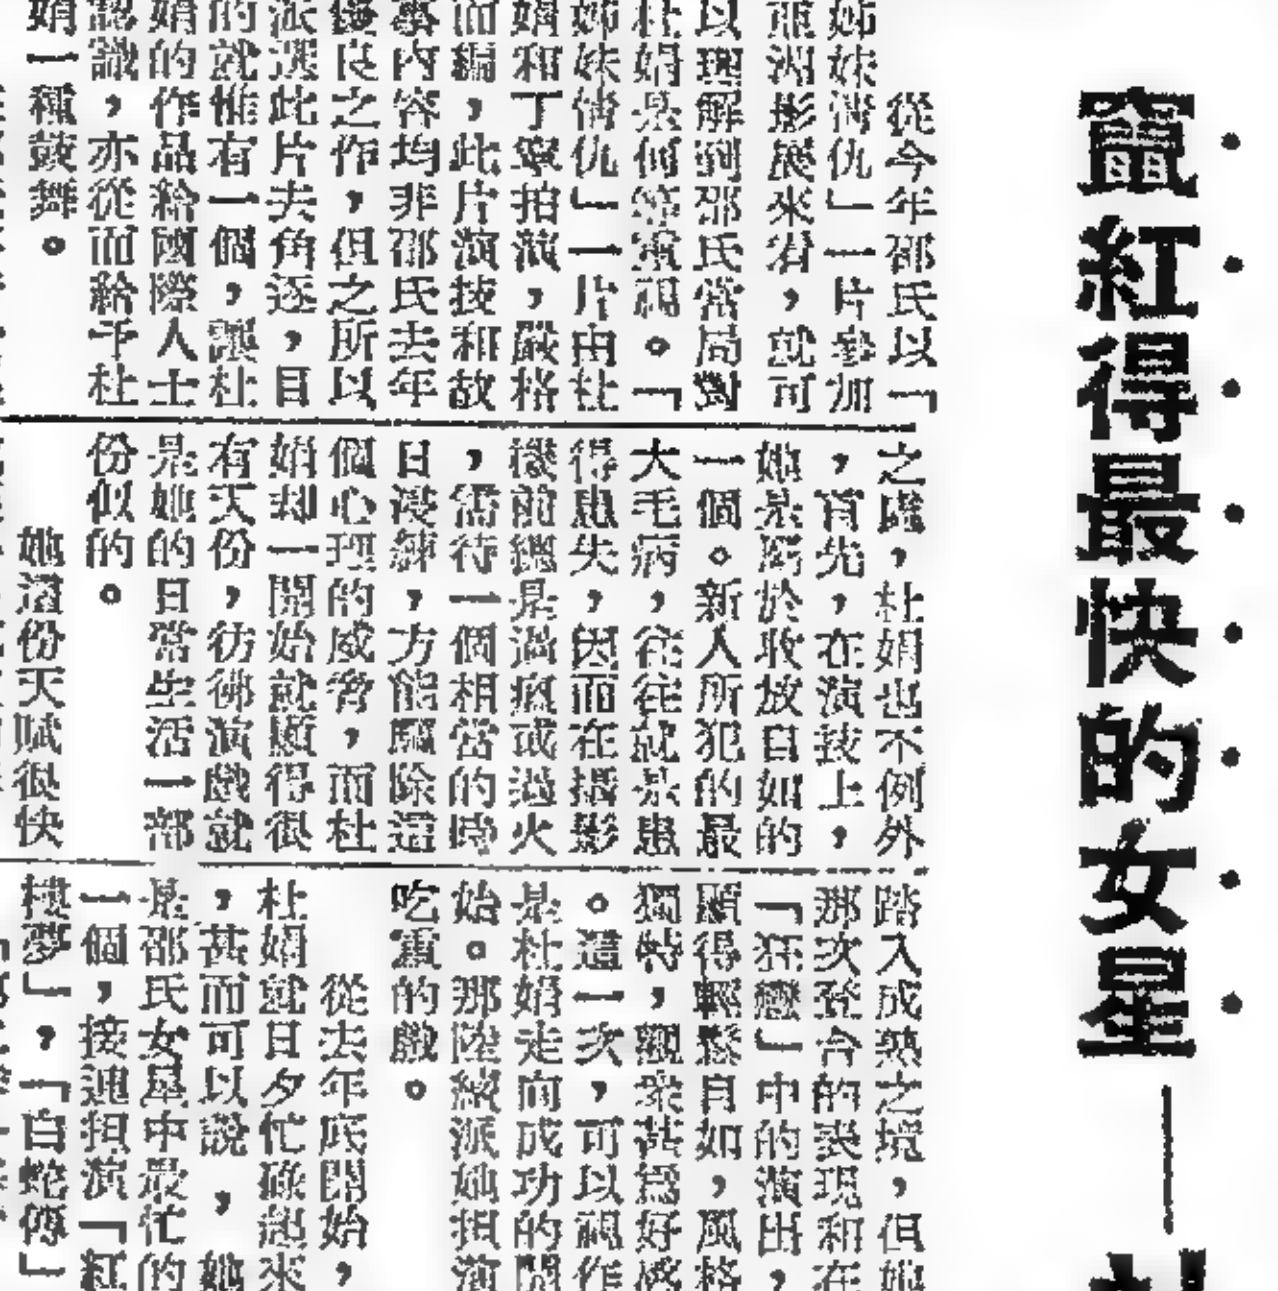 竄紅得最快的女星——
從今年邵氏以「
姊妹情仇」一片參加
亞洲影展來看，就可
以理解到邵氏當局對
杜娟是何等重視。「
姊妹情仇」一片由杜
娟和丁寧拍演，嚴格
而編，此片演技和故
事內容均非邵氏去年
優良之作，但之所以
派選此片去角逐，目
的就惟有一個，讓杜
娟的作品給國際人士
認識，亦從而給予杜
娟一種鼓舞。
之處，杜娟也不例外
，首先，在演技上，
她是屬於收放自如的
一個。新人所犯的最
大毛病，往往就是患
得患失，因而在攝影
機前總是過瘟或過火
，需待一個相當的時
日浸練，方能驅除這
個心理的威脅，而杜
娟却一開始就顯得很
有天份，彷彿演戲就
是她的日常生活一部
份似的。
她這份天賦很快
踏入成熟之境，但她
那次登台的表現和在
「狂戀」中的演出，
顯得輕鬆自如，風格
獨特，觀衆甚爲好感
。這一次，可以視作
是杜娟走向成功的開
始。那陸續派她担演
吃重的戲。
從去年底開始，
杜娟就日夕忙碌起來
，甚而可以說，她
是邵氏女星中最忙的
一個，接連担演「紅
樓夢」，「白蛇傳」